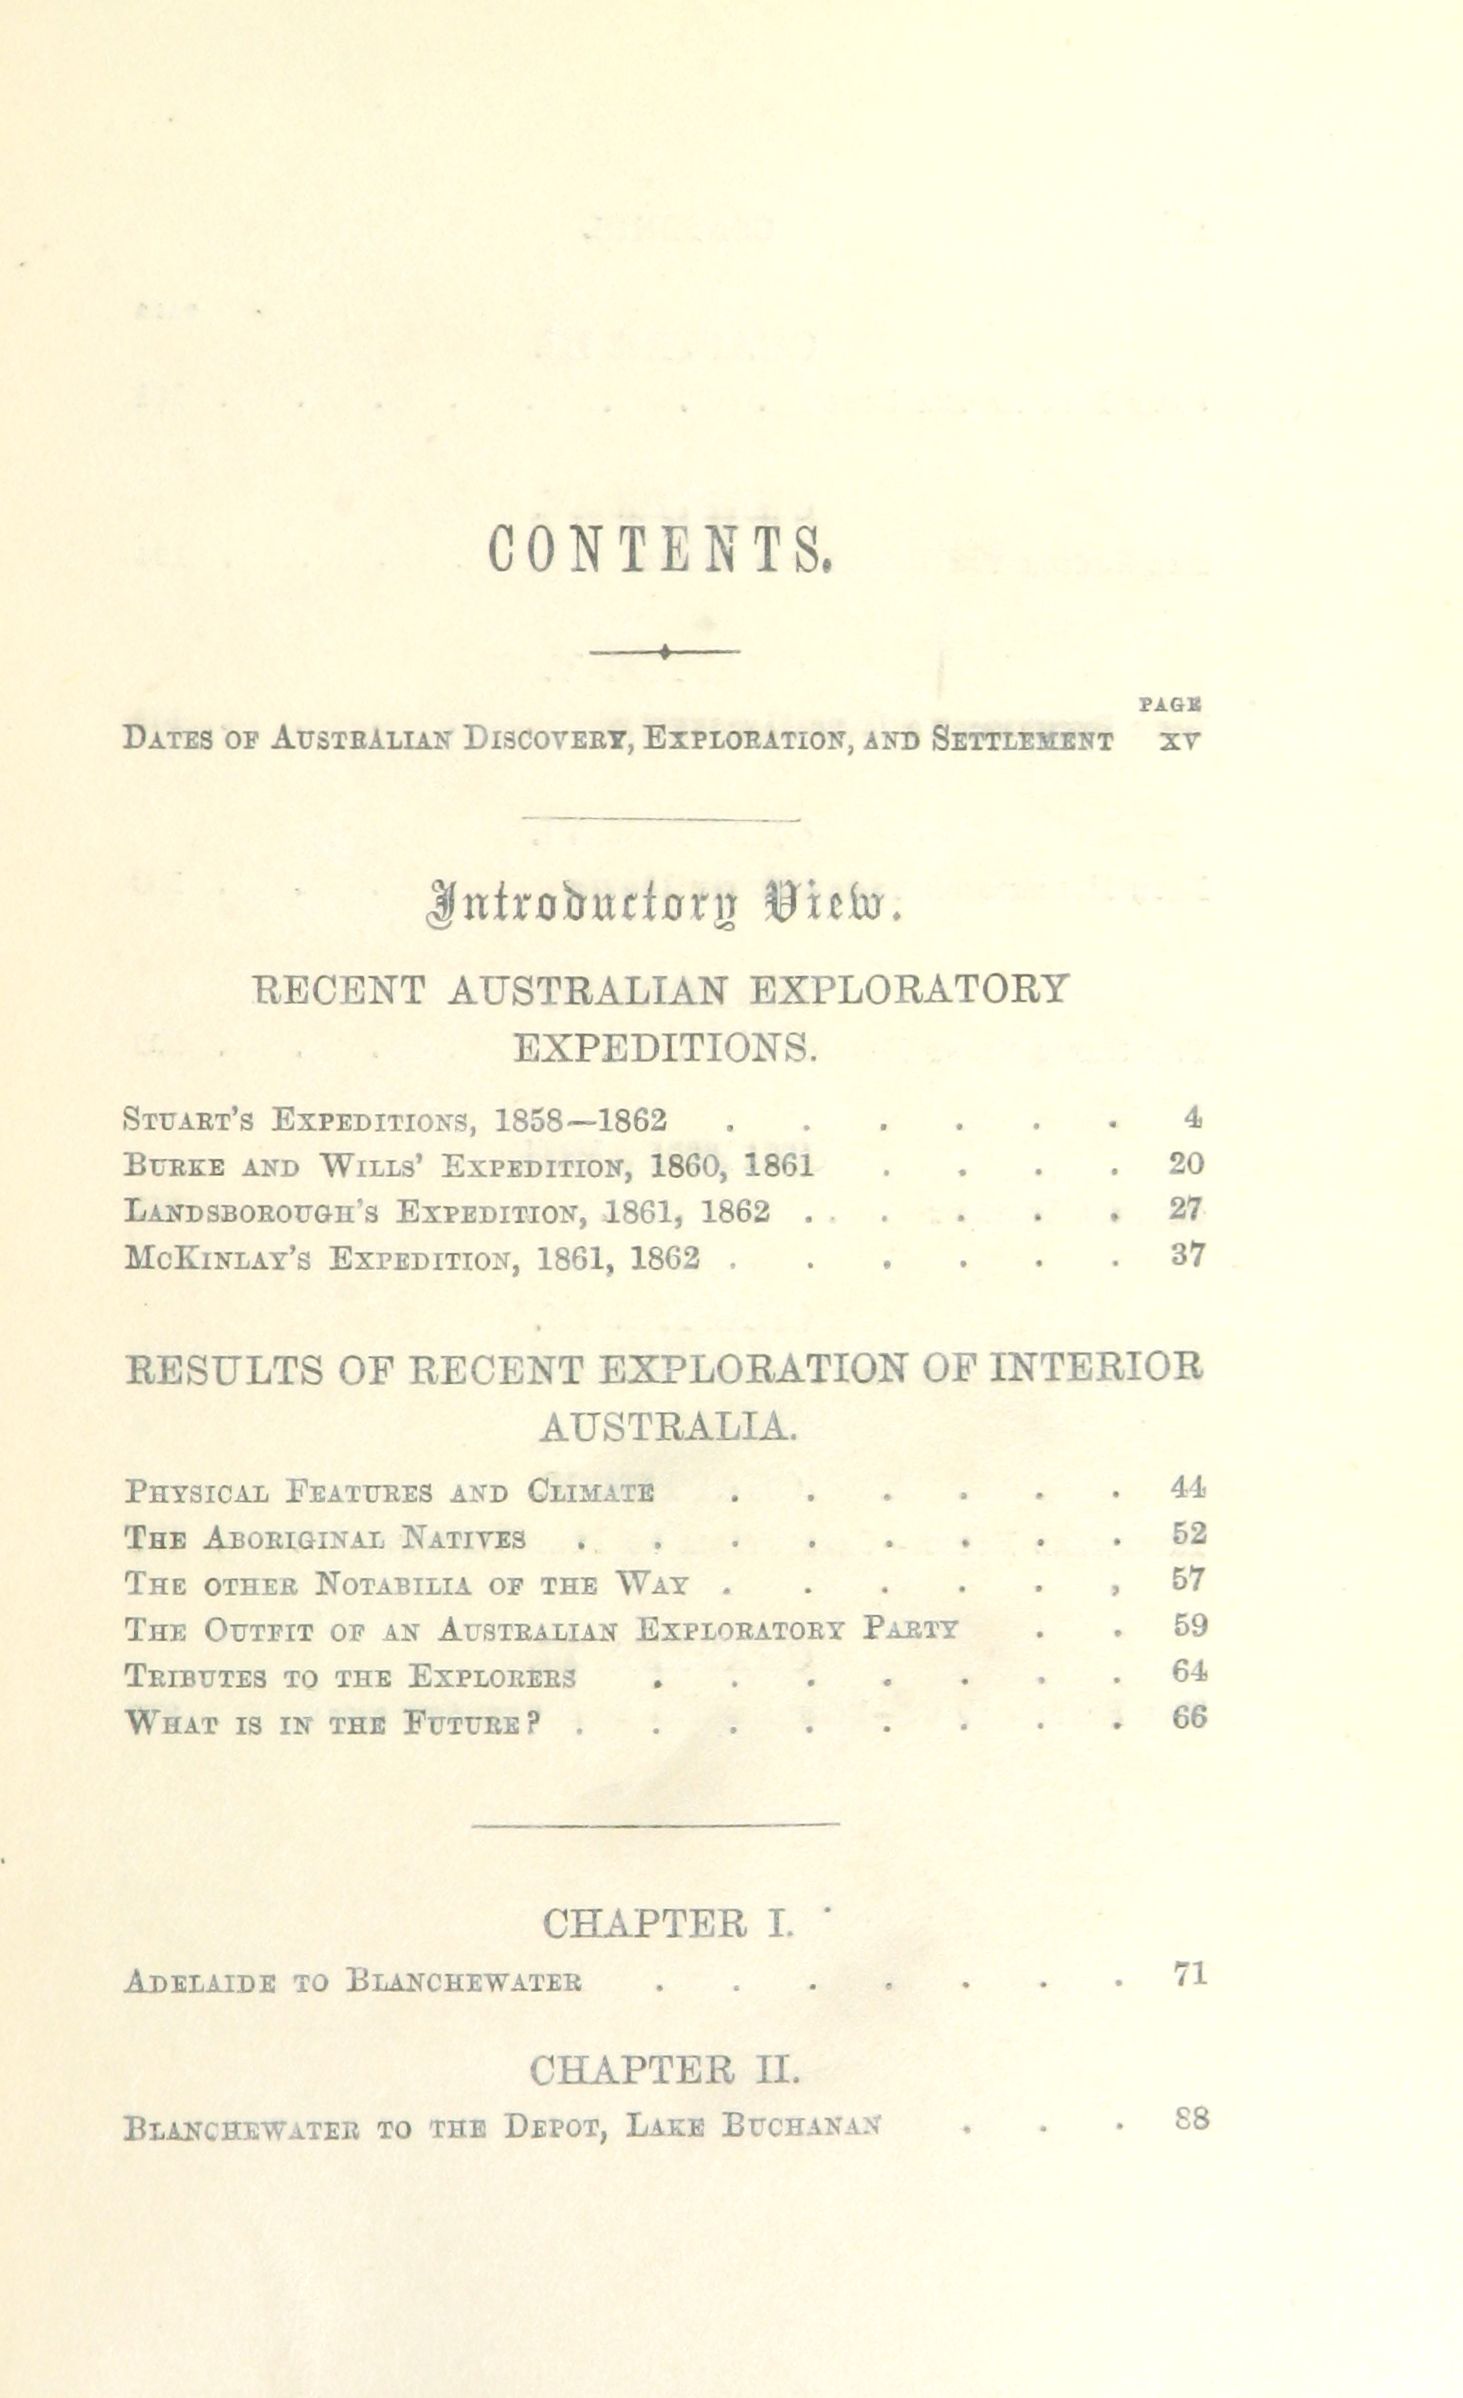 CONTENTS.
PAGE
DATES OF AUSTRALIAN DISCOVERY, EXPLORATION, AND SETTLEMENT XV
Introductory View.
RECENT AUSTRALIAN EXPLORATORY
EXPEDITIONS.
STUART'S EXPEDITIONS, 1858—1862 . . . . . . 4
BURKE AND WILLS' EXPEDITION, 1860, 1861 . . . . 20
LANDSBOROUGH'S EXPEDITION, 1861, 1862 . . . . . 27
MCKINLAY'S EXPEDITION, 1861, 1862 . . . . . . 37
RESULTS OF RECENT EXPLORATION OF INTERIOR
AUSTRALIA.
PHYSICAL FEATURES AND CLIMATE . . . . . . 44
THE ABORIGINAL NATIVES . . . . . . . . 52
THE OTHER NOTABILIA OF THE WAY . . . . . , 57
THE OUTFIT OF AN AUSTRALIAN EXPLORATORY PARTY . . 59
TRIBUTES TO THE EXPLORERS . . . . . . . 64
WHAT IS IN THE FUTURE? . . . . . . . . 66
CHAPTER I.
ADELAIDE TO BLANCHEWATER . . . . . . . 71
CHAPTER II.
BLANCHEWATER TO THE DEPOT, LAKE BUCHANAN . . . 88